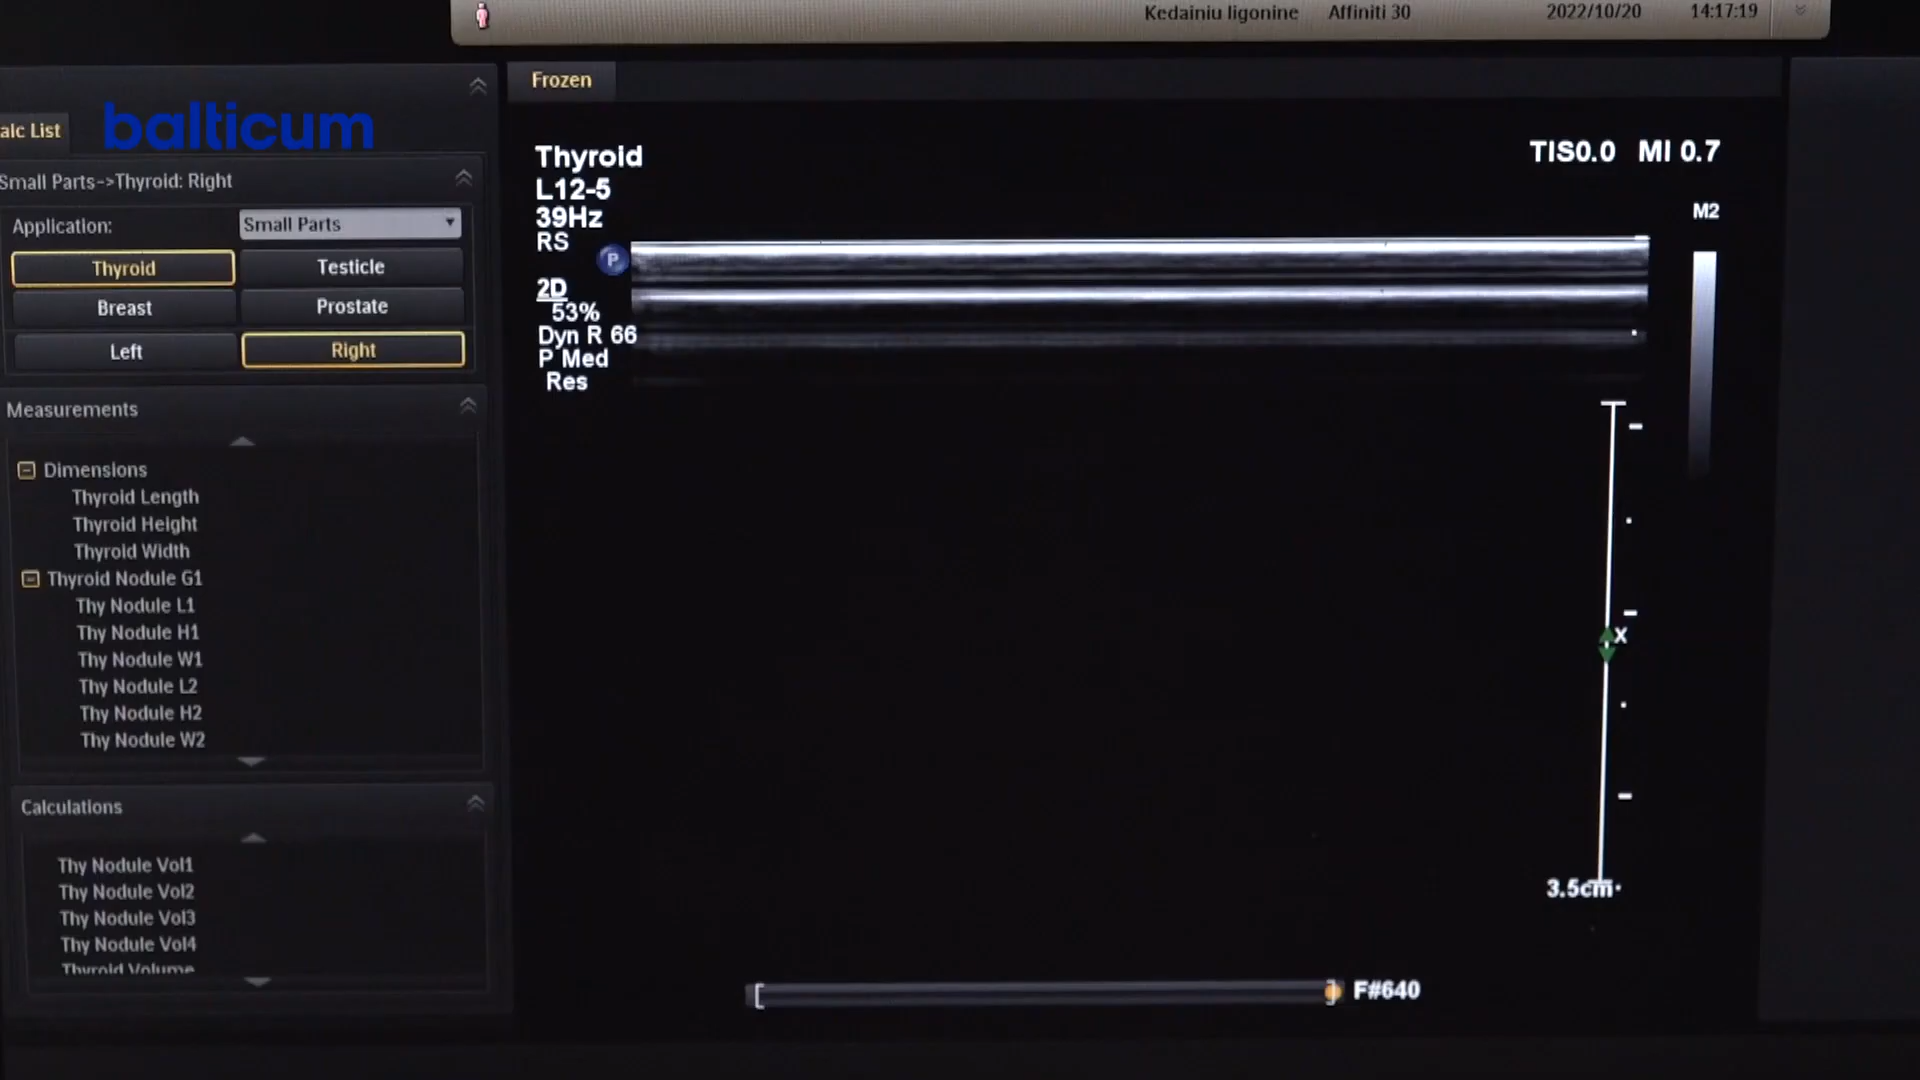 Kedainiu ligonine Affiniti 30 2022/10/20 14:17:19
Frozen
balticum
alc List
Small Parts->Thyroid: Right
Application: Small Parts
Thyroid Testicle
Breast Prostate
Left Right
Measurements
Dimensions
Thyroid Length
Thyroid Height
Thyroid Width
Thyroid Nodule G1
Thy Nodule L1
Thy Nodule H1
Thy Nodule W1
Thy Nodule L2
Thy Nodule H2
Thy Nodule W2
Calculations
Thy Nodule Vol1
Thy Nodule Vol2
Thy Nodule Vol3
Thy Nodule Vol4
Thyroid Volume
Thyroid
L12-5
39Hz
RS
P
2D
53%
Dyn R 66
P Med
Res
TIS0.0 MI 0.7
M2
X
3.5cm
F#640